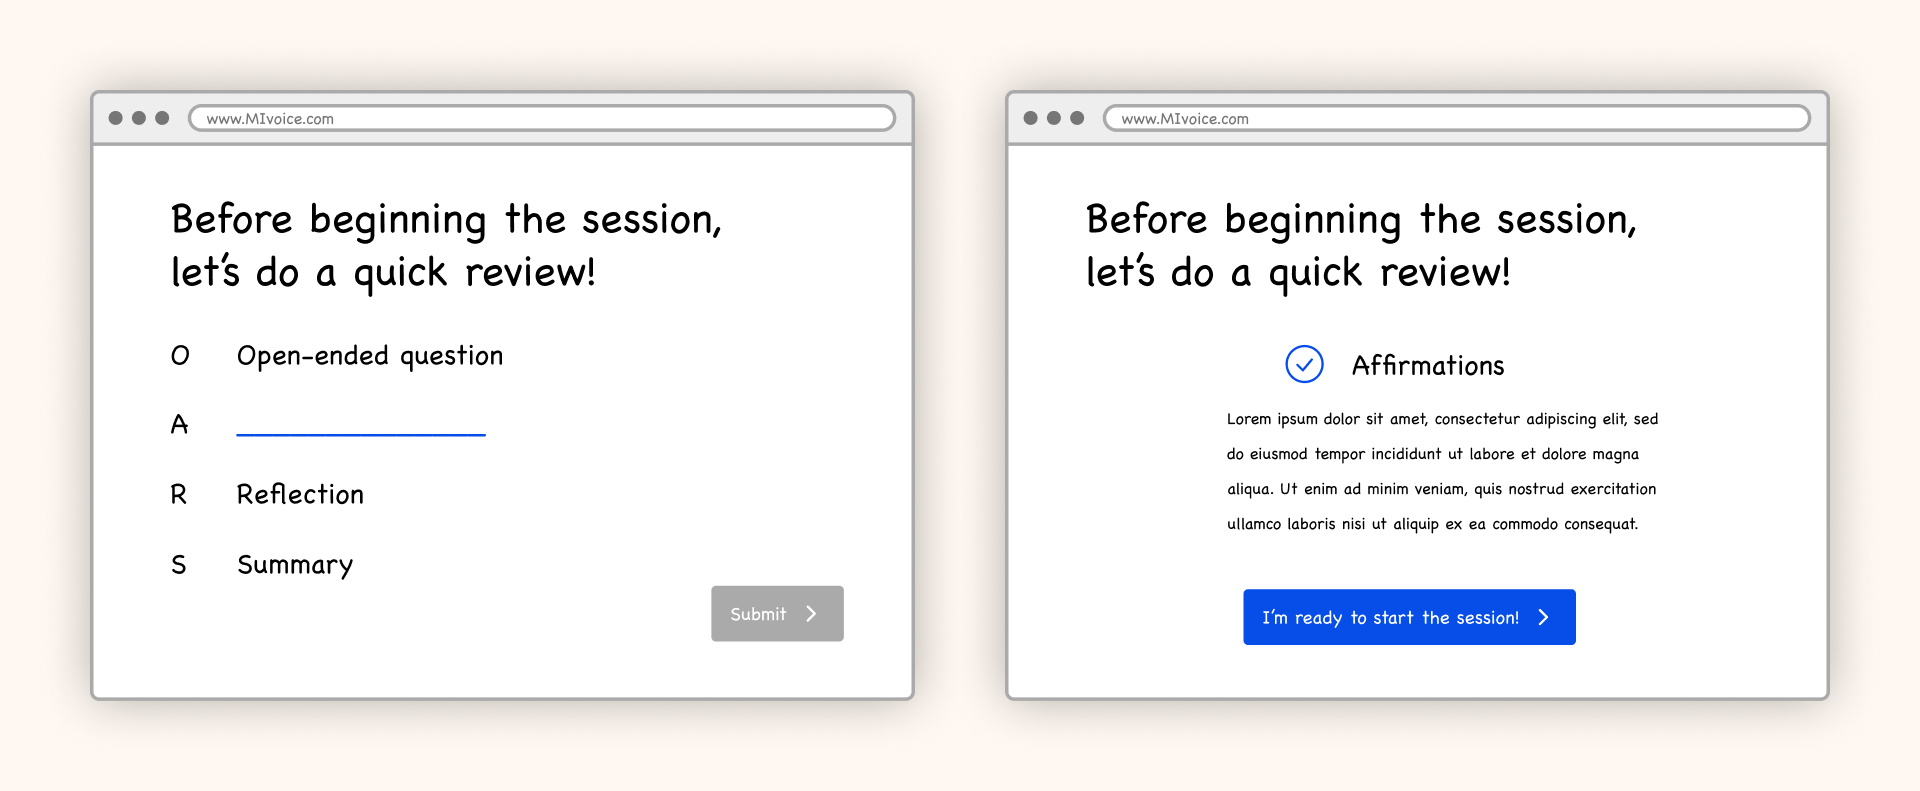 www.MIvoice.com
Before beginning the session,
let's do a quick review!
O Open-ended question
A
R Reflection
S Summary
Submit
www.MIvoice.com
Before beginning the session,
let's do a quick review!
Affirmations
Lorem ipsum dolor sit amet, consectetur adipiscing elit, sed
do eiusmod tempor incididunt ut labore et dolore magna
aliqua. Ut enim ad minim veniam, quis nostrud exercitation
ullamco laboris nisi ut aliquip ex ea commodo consequat.
I'm ready to start the session!